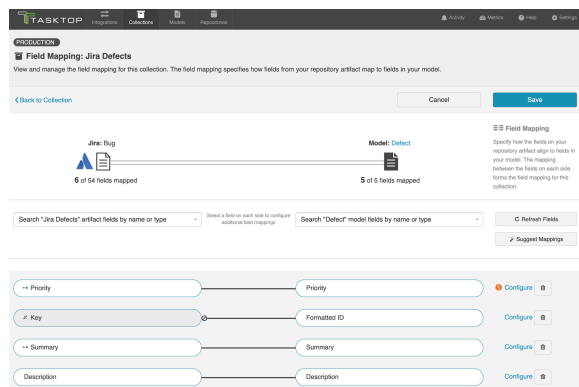 TASKTOP
Integrations
Collections
Models
Repositories
Activity
Metrics
Help
Settings
PRODUCTION
Field Mapping: Jira Defects
View and manage the field mapping for this collection. The field mapping specifies how fields from your repository artifact map to fields in your model.
Back to Collection
Cancel
Save
Jira: Bug
Model: Defect
6 of 54 fields mapped
5 of 5 fields mapped
Field Mapping
Specify how the fields on your
repository artifact align to fields in
your model. The mapping
between the fields on each side
forms the field mapping for this
collection.
Search "Jira Defects" artifact fields by name or type
Select a field on each side to configure
additional field mappings
Search "Defect" model fields by name or type
Refresh Fields
Suggest Mappings
Priority
Priority
Configure
Key
Formatted ID
Configure
Summary
Summary
Configure
Description
Description
Configure